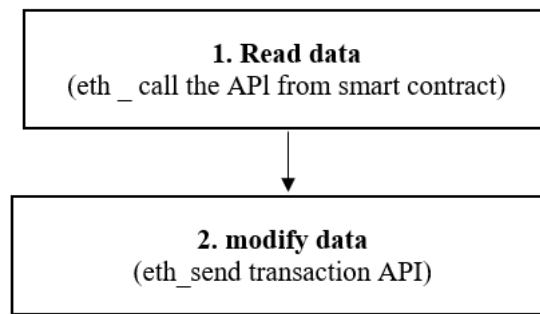 1. Read data
(eth _ call the APl from smart contract)
2. modify data
(eth_send transaction API)